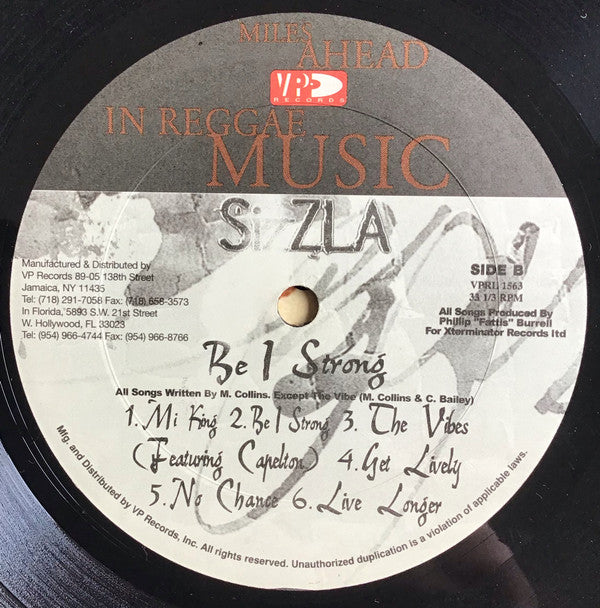 MILES
AHEAD
VP
RECORDS
IN REGGAE
MUSIC
SiZZLA
Manufactured & Distributed by
VP Records 89-05 138th Street
Jamaica, NY 11435
Tel: (718) 291-7058 Fax: (718) 658-3573
In Florida, 5893 S.W. 21st Street
W. Hollywood, FL 33023
Tel: (954) 966-4744 Fax: (954) 966-8766
SIDE B
VPRL 1563
33 1/3 RPM
All Songs Produced By
Phillip "Fattis" Burrell
For Xterminator Records ltd
Be I Strong
All Songs Written By M. Collins. Except The Vibe (M. Collins & C. Bailey)
1. Mi King 2. Be I Strong 3. The Vibes
(Featuring Capelton) 4. Get Lively
5. No Chance 6. Live Longer
Mfg. and Distributed by VP Records, Inc. All rights reserved. Unauthorized duplication is a violation of applicable laws.